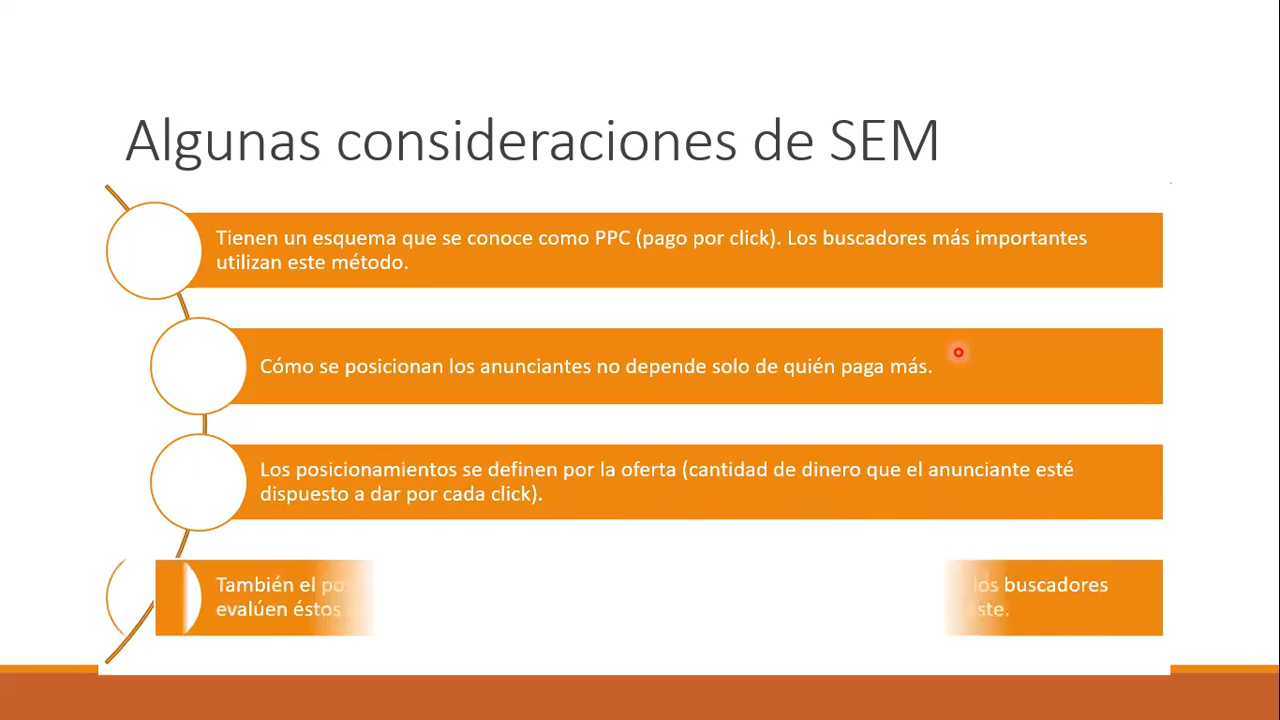 Algunas consideraciones de SEM
Tienen un esquema que se conoce como PPC (pago por click). Los buscadores más importantes
utilizan este método.
Cómo se posicionan los anunciantes no depende solo de quién paga más.
Los posicionamientos se definen por la oferta (cantidad de dinero que el anunciante esté
dispuesto a dar por cada click).
También el los buscadores
evalúen éstos